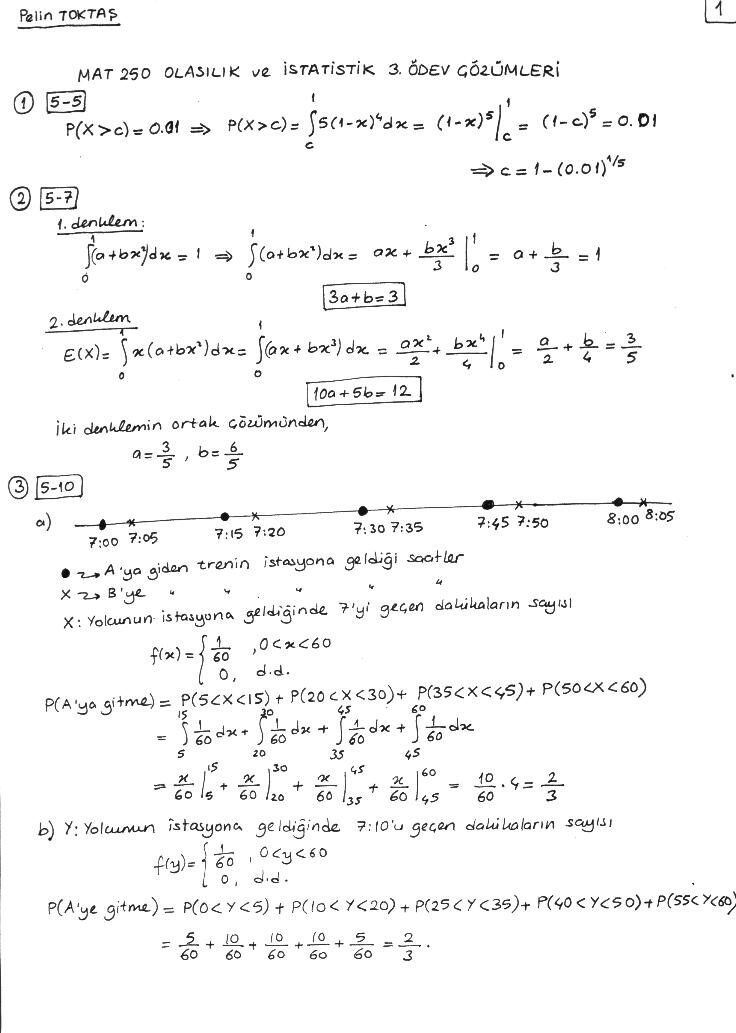 Pelin TOKTAŞ
1
MAT 250 OLASILIK ve İSTATİSTİK 3. ÖDEV ÇÖZÜMLERİ
① 5-5
P(X>c) = 0.01 ⇒ P(X>c) = ∫_c^1 5(1-x)⁴dx = (1-x)⁵|_c^1 = (1-c)⁵ = 0.01
⇒ c = 1-(0.01)^{1/5}
② 5-7
1. denklem:
∫_0^1 (a+bx²)dx = 1 ⇒ ∫_0^1 (a+bx²)dx = ax + bx³/3 |_0^1 = a + b/3 = 1
3a+b=3
2. denklem
E(X) = ∫_0^1 x(a+bx²)dx = ∫_0^1 (ax+bx³)dx = ax²/2 + bx⁴/4 |_0^1 = a/2 + b/4 = 3/5
10a+5b=12
İki denklemin ortak çözümünden,
a = 3/5 , b = 6/5
③ 5-10
a)
7:00 7:05 7:15 7:20 7:30 7:35 7:45 7:50 8:00 8:05
● → A'ya giden trenin istasyona geldiği saatler
X → B'ye " " " "
X: Yolcunun istasyona geldiğinde 7'yi geçen dakikaların sayısı
f(x) = { 1/60 , 0<x<60
0, d.d.
P(A'ya gitme) = P(5<X<15) + P(20<X<30) + P(35<X<45) + P(50<X<60)
= ∫_5^15 1/60 dx + ∫_20^30 1/60 dx + ∫_35^45 1/60 dx + ∫_45^60 1/60 dx
= x/60 |_5^15 + x/60 |_20^30 + x/60 |_35^45 + x/60 |_45^60 = 10/60 · 4 = 2/3
b) Y: Yolcunun istasyona geldiğinde 7:10'u geçen dakikaların sayısı
f(y) = { 1/60 , 0<y<60
0, d.d.
P(A'ye gitme) = P(0<Y<5) + P(10<Y<20) + P(25<Y<35) + P(40<Y<50) + P(55<Y<60)
= 5/60 + 10/60 + 10/60 + 10/60 + 5/60 = 2/3.